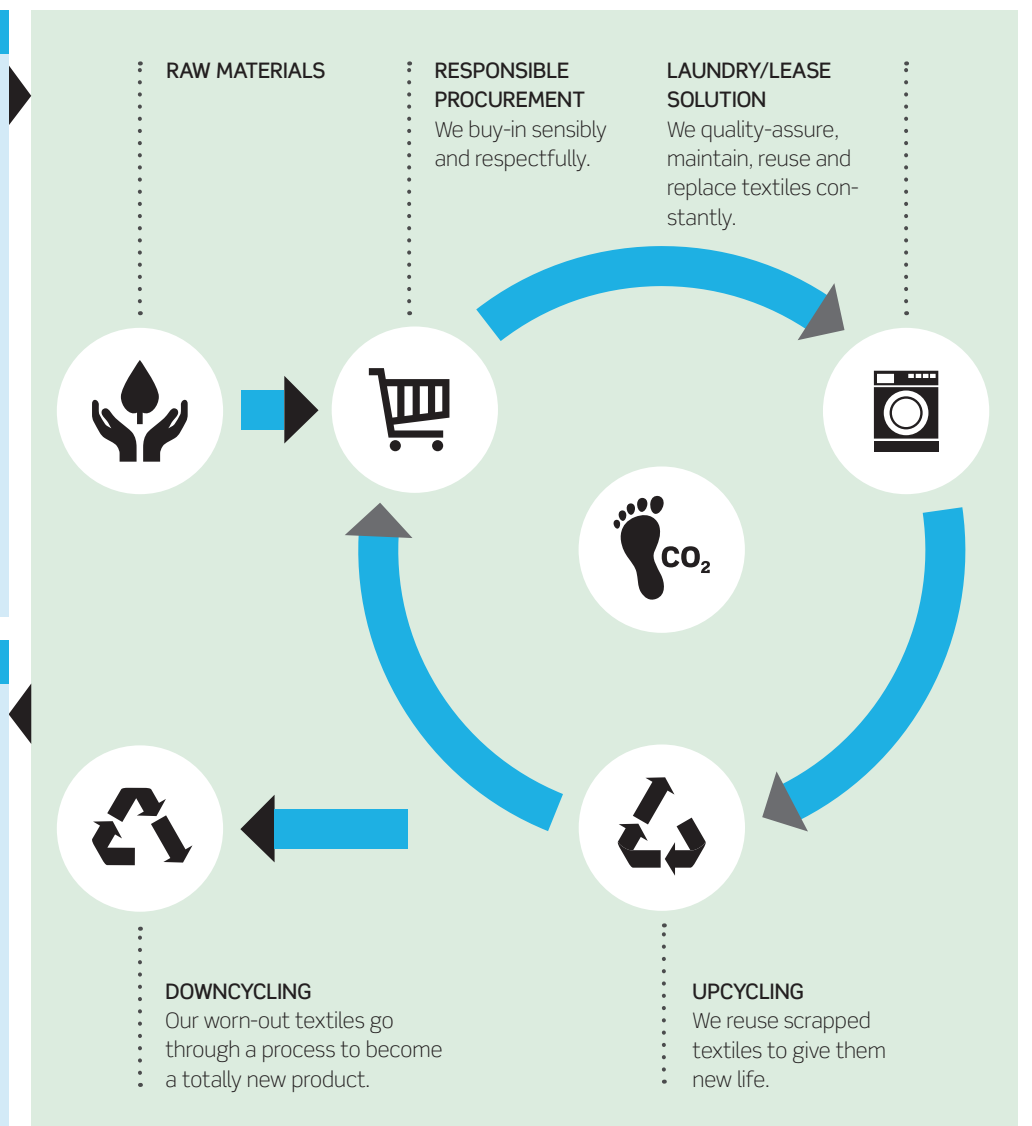 RAW MATERIALS
RESPONSIBLE
PROCUREMENT
We buy-in sensibly
and respectfully.
LAUNDRY/LEASE
SOLUTION
We quality-assure,
maintain, reuse and
replace textiles con-
stantly.
CO₂
DOWNCYCLING
Our worn-out textiles go
through a process to become
a totally new product.
UPCYCLING
We reuse scrapped
textiles to give them
new life.